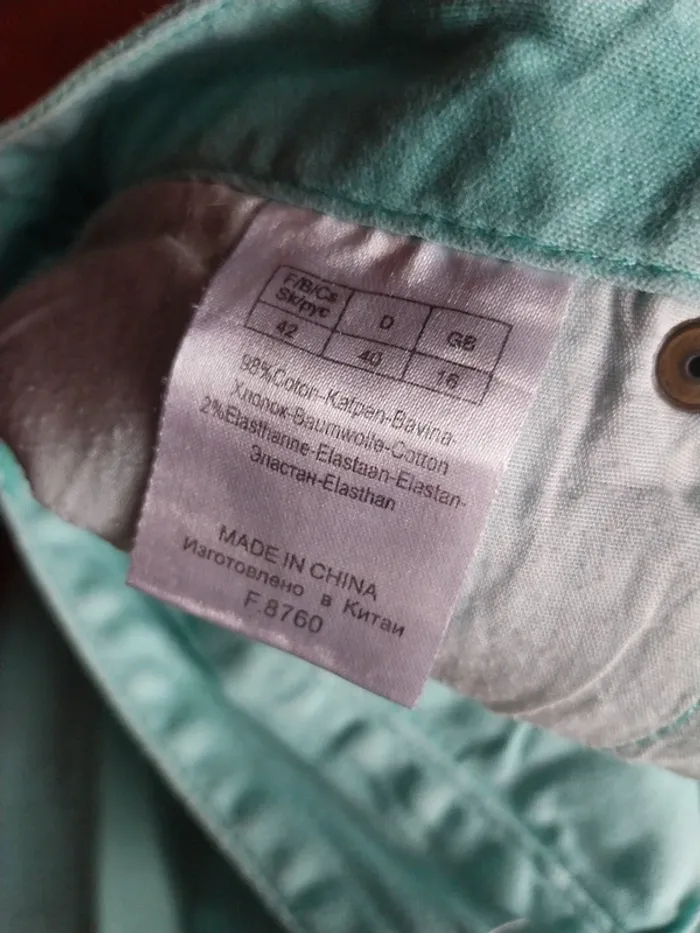 F/B/Cs D GB
Sk/рус
42 40 16
98%Coton-Katoen-Bavlna-
Хлопок-Baumwolle-Cotton
2%Elasthanne-Elastaan-Elastan-
Эластан-Elasthan
MADE IN CHINA
Изготовлено в Китаи
F.8760